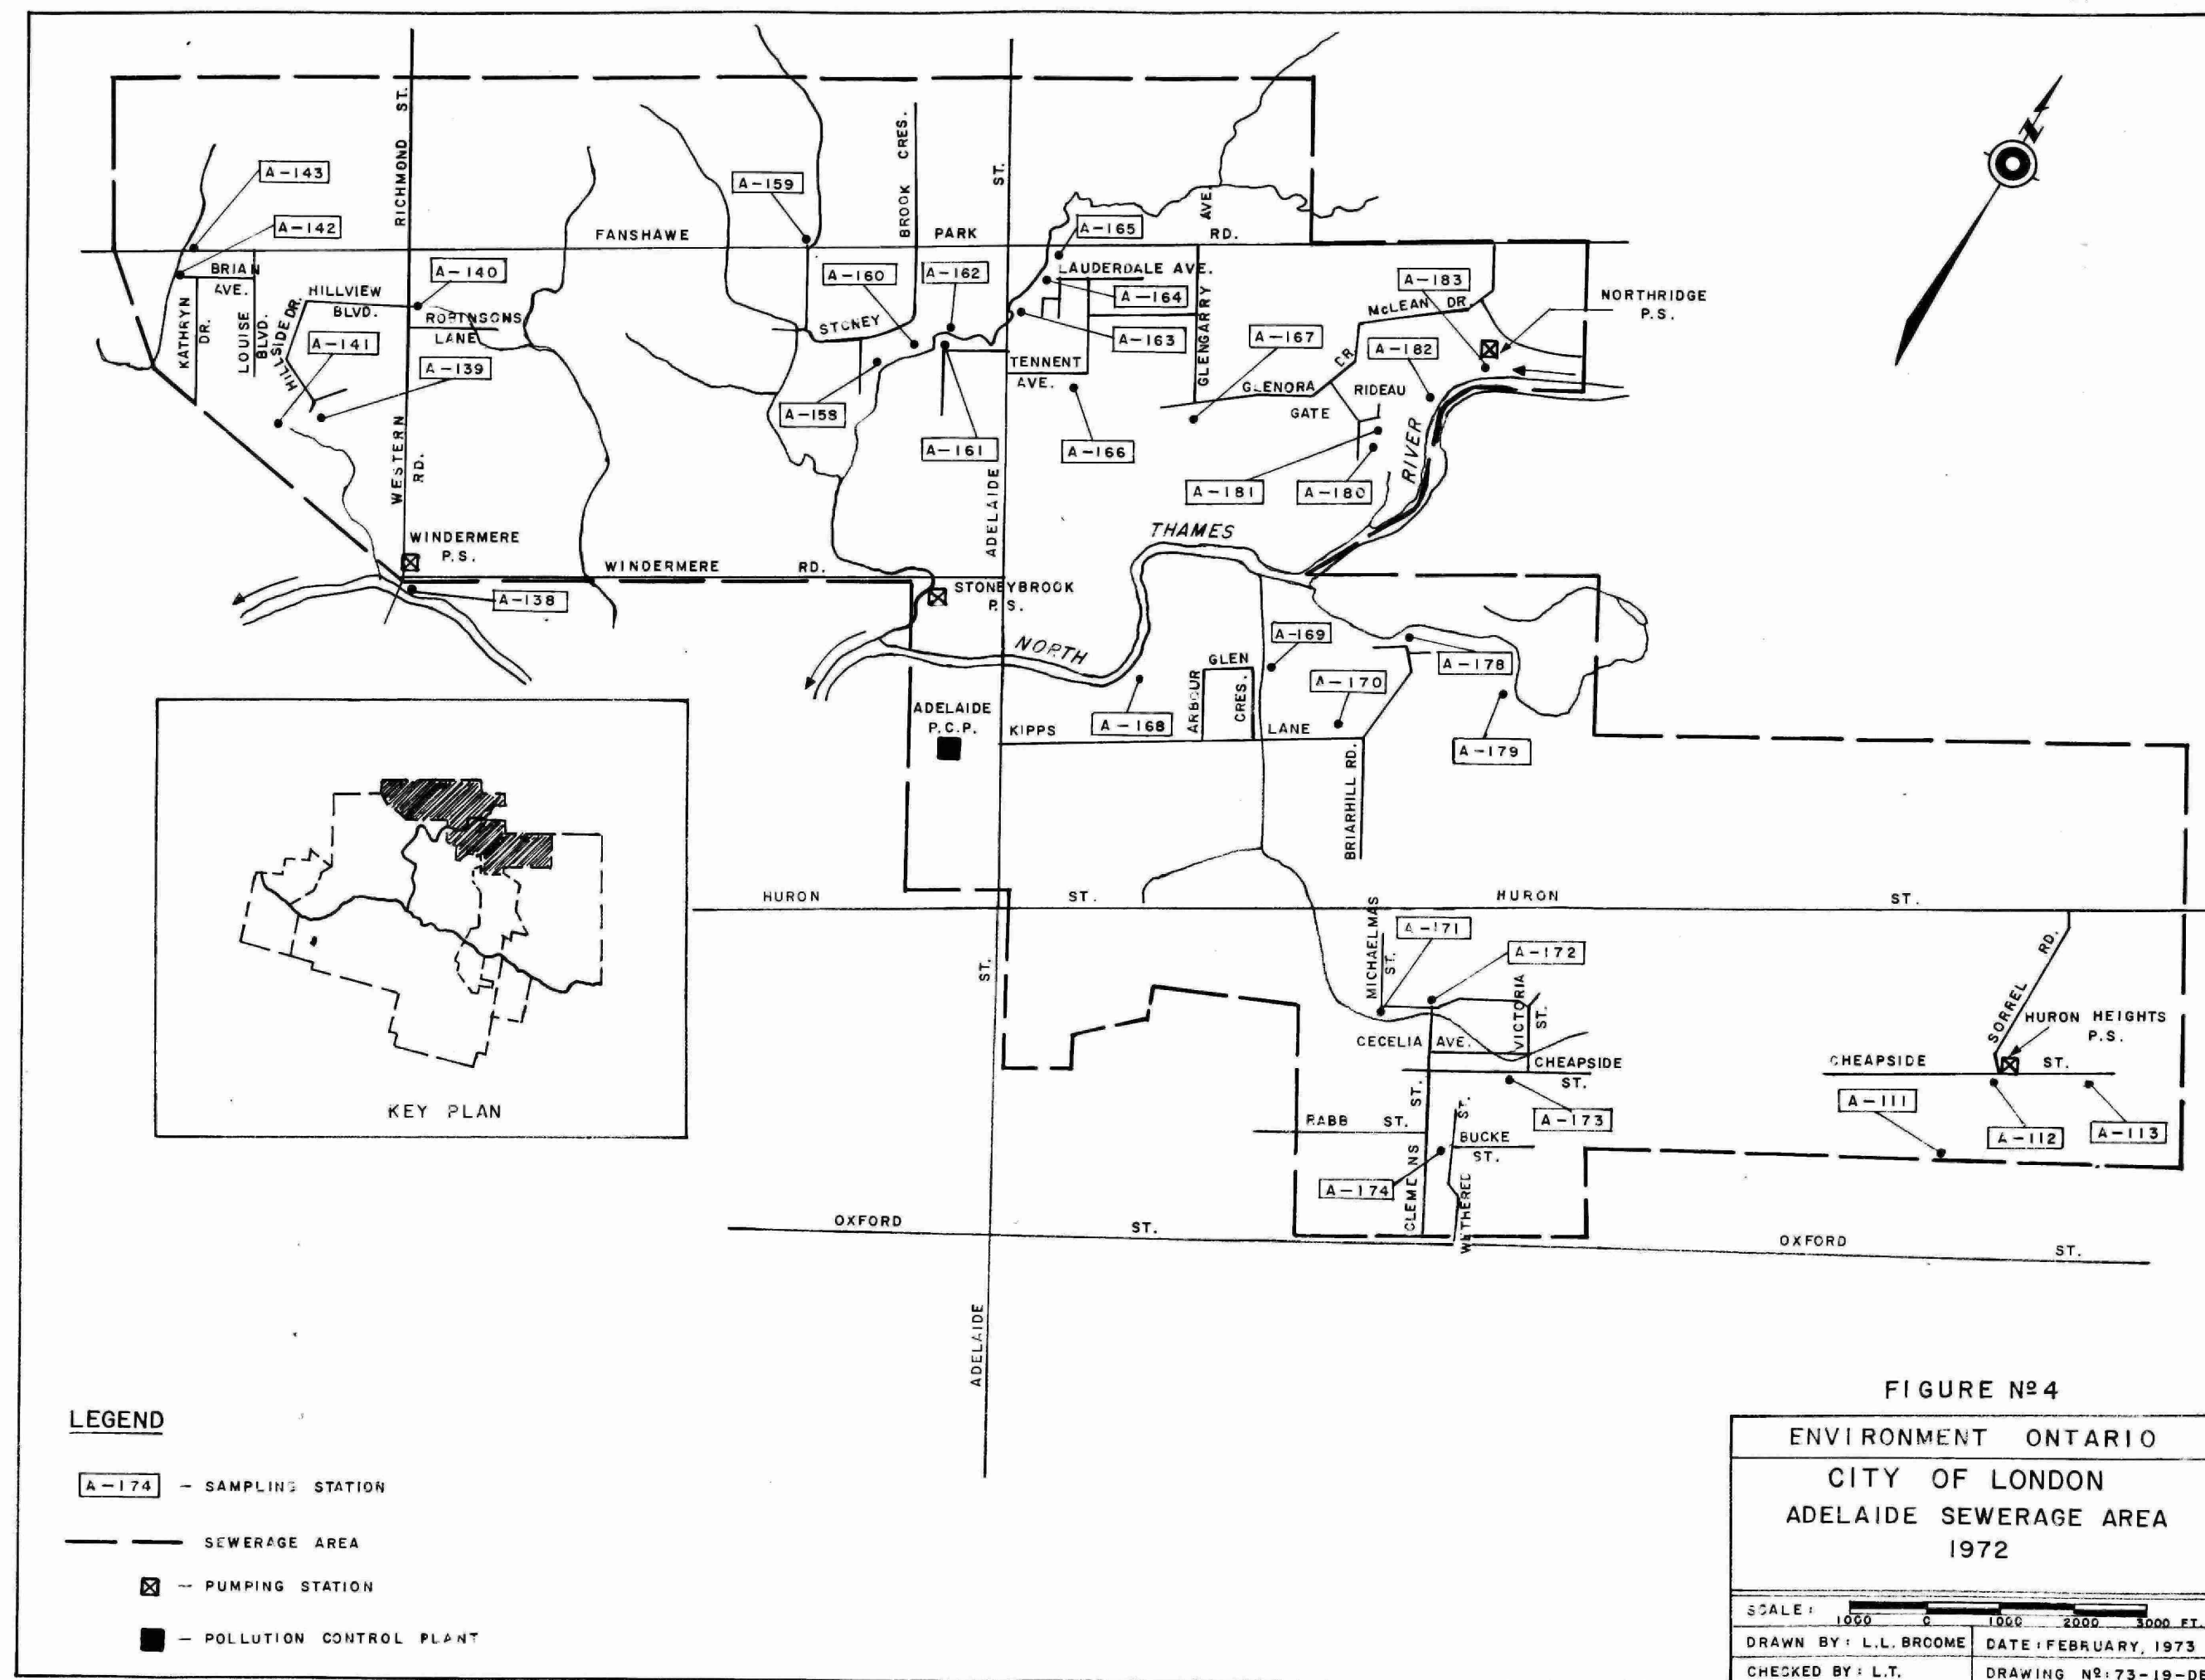 RICHMOND ST.
BROOK CRES.
ST.
N
A-143
A-159
A-142
A-165
AVE.
FANSHAWE PARK RD.
BRIAN AVE.
A-140
A-160
A-162
LAUDERDALE AVE.
A-183
HILLVIEW BLVD.
A-164
McLEAN DR.
NORTHRIDGE P.S.
ROBINSONS LANE
STONEY
KATHRYN DR.
LOUISE BLVD.
HILLSIDE DR.
A-141
A-163
GLENGARRY
A-167
A-182
TENNENT AVE.
A-139
GLENORA CR.
RIDEAU GATE
A-158
WESTERN RD.
A-161
A-166
RIVER
A-181
A-180
ADELAIDE
THAMES
WINDERMERE P.S.
WINDERMERE RD.
STONEYBROOK P.S.
A-138
A-169
NORTH
GLEN
A-178
ARBOUR
CRES.
A-170
ADELAIDE P.C.P.
A-168
KIPPS LANE
A-179
BRIARHILL RD.
HURON ST. HURON ST.
MICHAELMAS ST.
A-171
RD.
A-172
ST.
VICTORIA ST.
SORREL
HURON HEIGHTS P.S.
CECELIA AVE.
CHEAPSIDE ST.
CHEAPSIDE ST.
A-111
ST.
ST.
KEY PLAN
RABB ST.
A-173
BUCKE ST.
A-112
A-113
A-174
CLEMENS
WETHERED
OXFORD ST.
OXFORD ST.
ADELAIDE
LEGEND
A-174 - SAMPLING STATION
SEWERAGE AREA
- PUMPING STATION
- POLLUTION CONTROL PLANT
FIGURE Nº 4
ENVIRONMENT ONTARIO
CITY OF LONDON
ADELAIDE SEWERAGE AREA
1972
SCALE: 1000 0 1000 2000 3000 FT.
DRAWN BY: L.L. BROOME
DATE: FEBRUARY, 1973
CHECKED BY: L.T.
DRAWING Nº: 73-19-DE